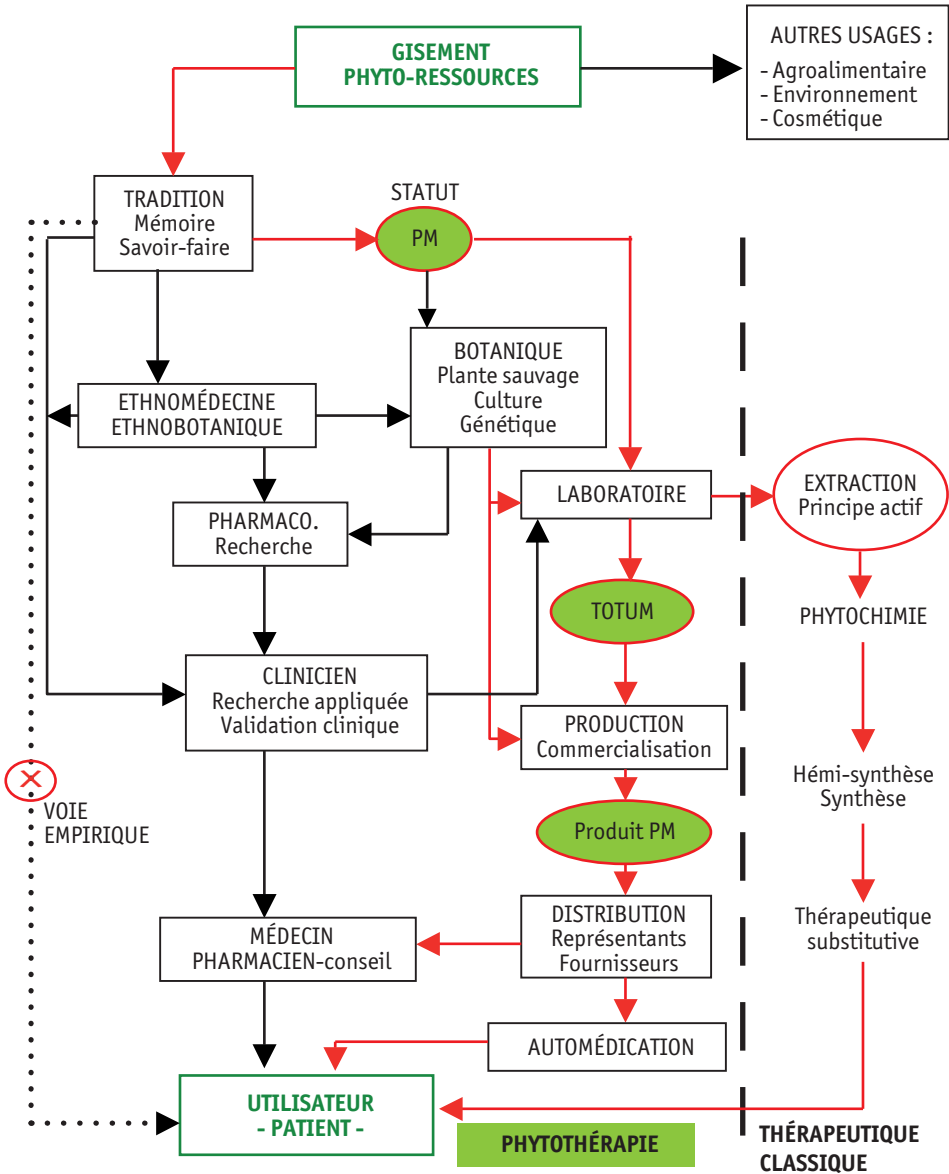 GISEMENT
PHYTO-RESSOURCES
AUTRES USAGES :
- Agroalimentaire
- Environnement
- Cosmétique
TRADITION
Mémoire
Savoir-faire
STATUT
PM
BOTANIQUE
Plante sauvage
Culture
Génétique
ETHNOMÉDECINE
ETHNOBOTANIQUE
LABORATOIRE
EXTRACTION
Principe actif
PHARMACO.
Recherche
TOTUM
PHYTOCHIMIE
CLINICIEN
Recherche appliquée
Validation clinique
PRODUCTION
Commercialisation
X
VOIE
EMPIRIQUE
Hémi-synthèse
Synthèse
Produit PM
MÉDECIN
PHARMACIEN-conseil
DISTRIBUTION
Représentants
Fournisseurs
Thérapeutique
substitutive
AUTOMÉDICATION
UTILISATEUR
- PATIENT -
PHYTOTHÉRAPIE
THÉRAPEUTIQUE
CLASSIQUE